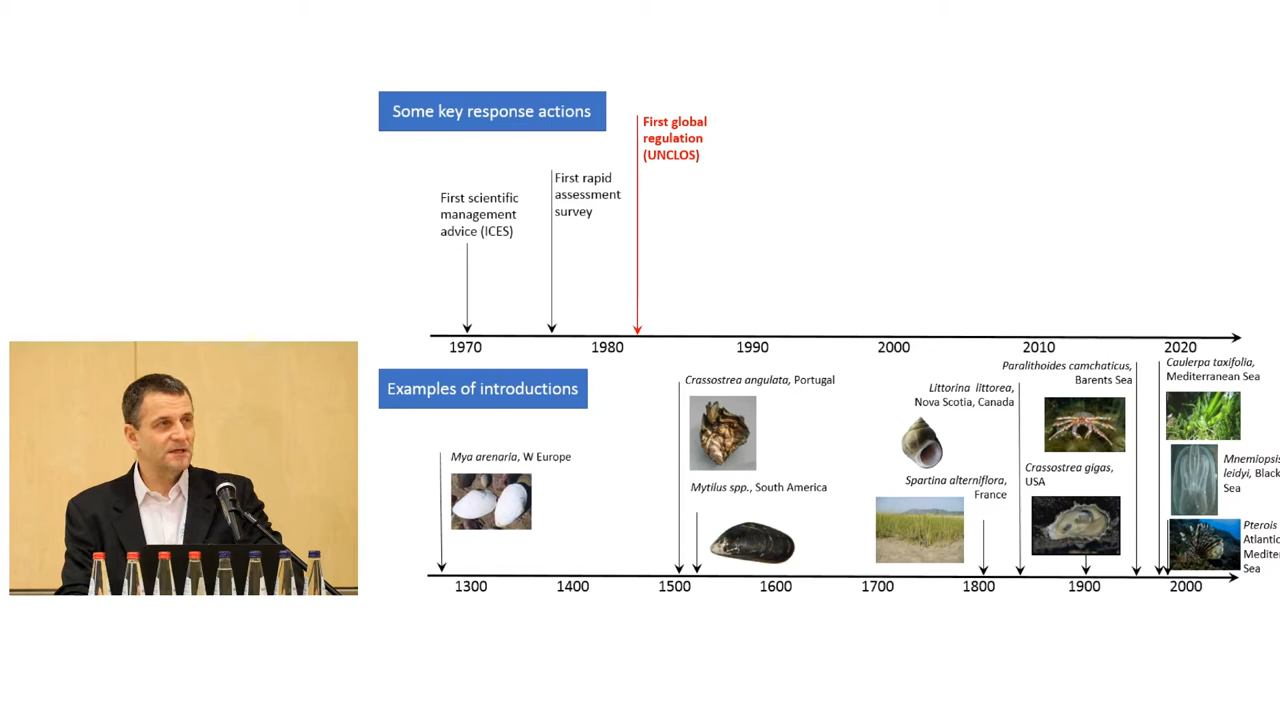 Some key response actions
First global
regulation
(UNCLOS)
First rapid
assessment
survey
First scientific
management
advice (ICES)
1970 1980 1990 2000 2010 2020
Examples of introductions
Mya arenaria, W Europe
Crassostrea angulata, Portugal
Mytilus spp., South America
Littorina littorea,
Nova Scotia, Canada
Spartina alterniflora,
France
Paralithoides camchaticus,
Barents Sea
Crassostrea gigas,
USA
Caulerpa taxifolia,
Mediterranean Sea
Mnemiopsis
leidyi, Black
Sea
Pterois
Atlantic
Mediter
Sea
1300 1400 1500 1600 1700 1800 1900 2000